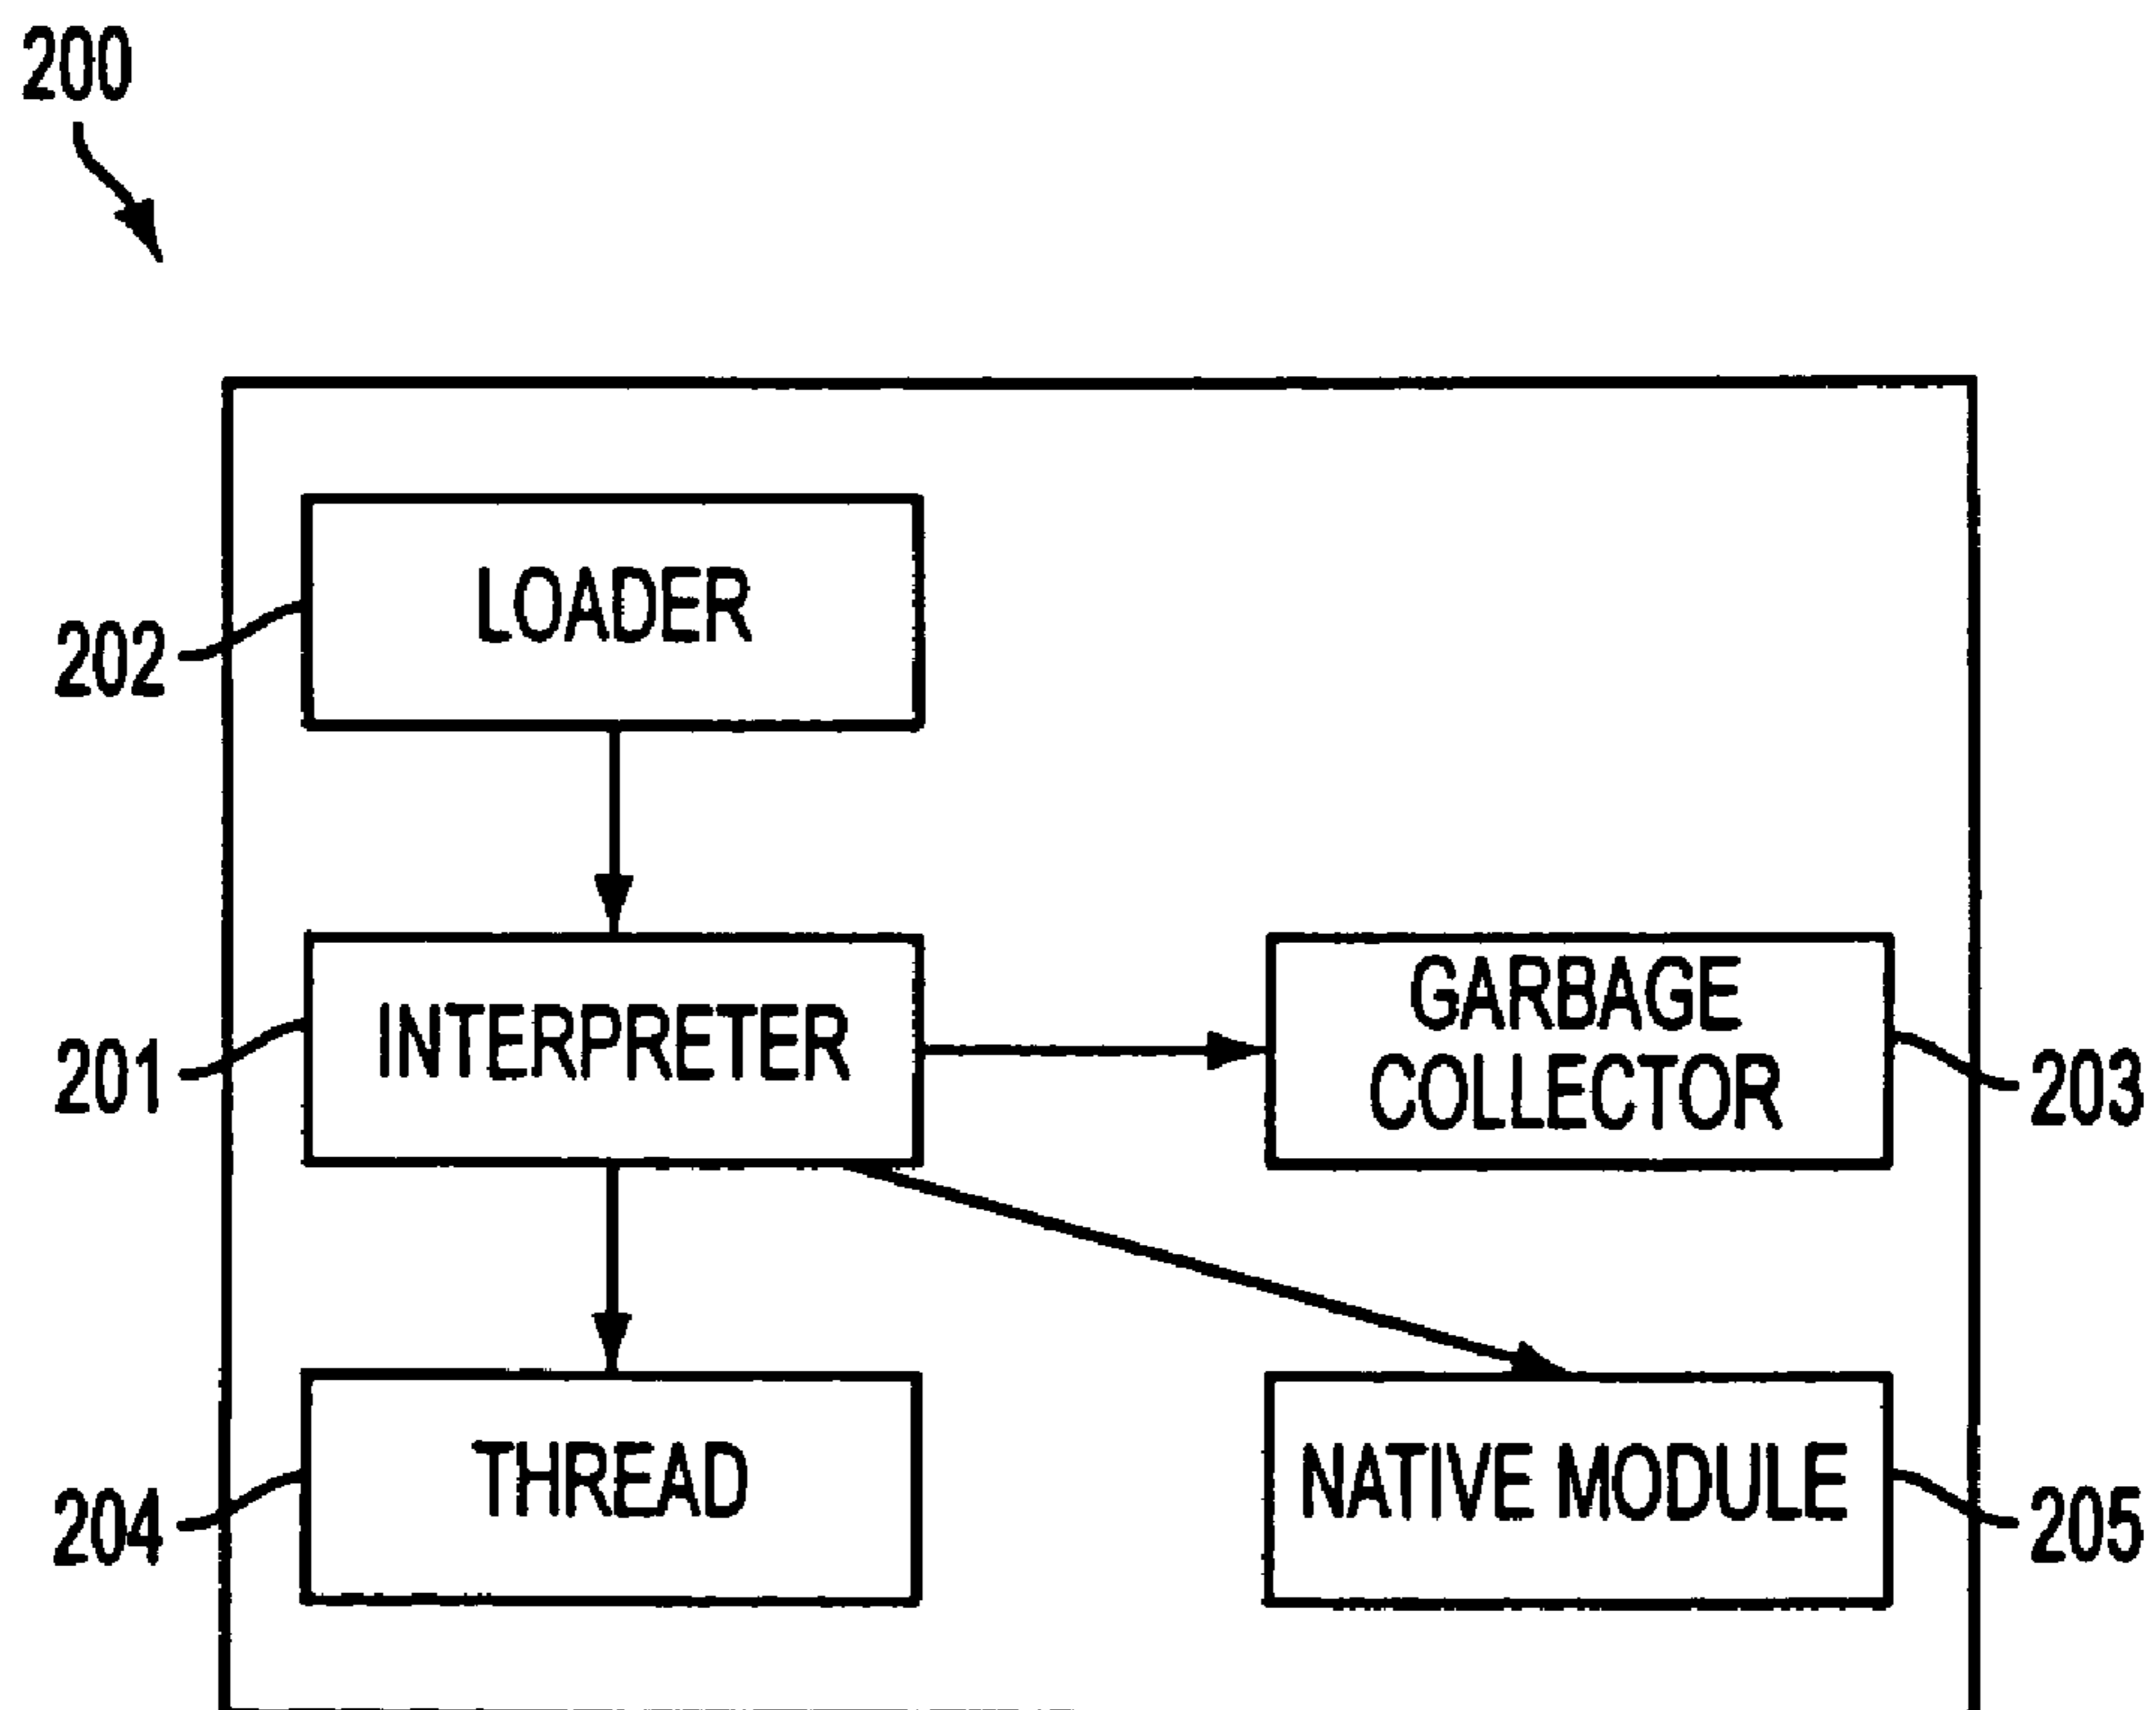 200
LOADER
202
INTERPRETER
201
GARBAGE
COLLECTOR
203
THREAD
204
NATIVE MODULE
205